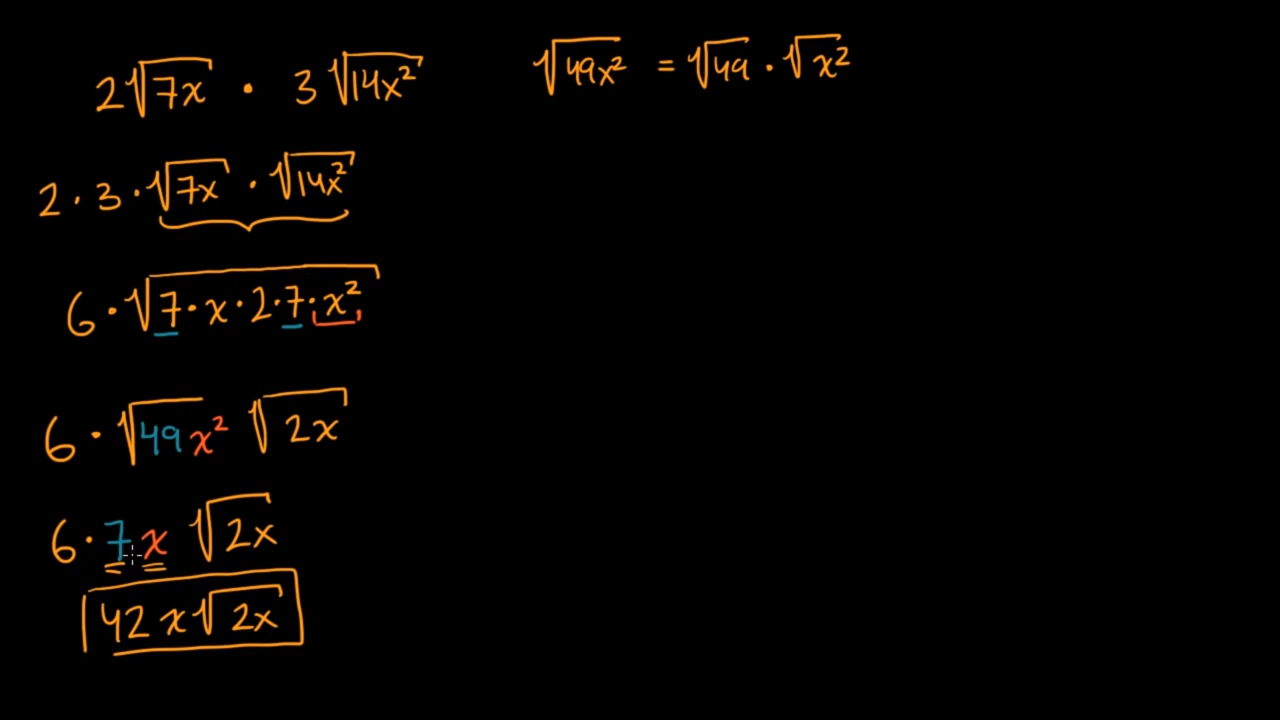 2√7x · 3√14x²
√49x² = √49 · √x²
2 · 3 · √7x · √14x²
6 · √7 · x · 2 · 7 · x²
6 · √49x² √2x
6 · 7x √2x
42x√2x